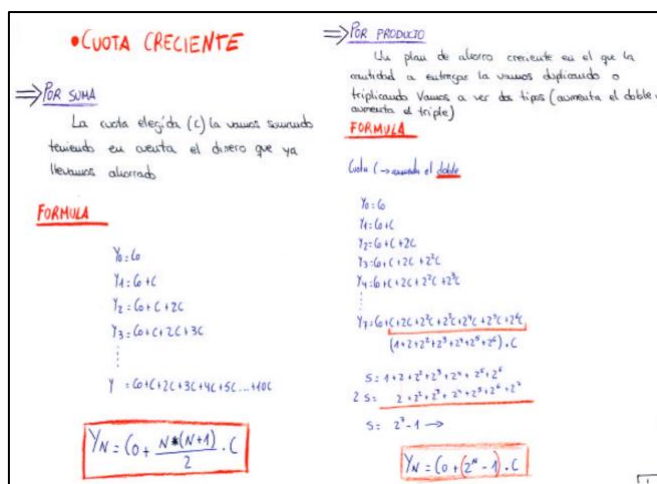 •CUOTA CRECIENTE
⇒POR SUMA
La cuota elegida (C) la vamos sumando
teniendo en cuenta el dinero que ya
llevamos ahorrado
FORMULA
Y0=C0
Y1=C0+C
Y2=C0+C+2C
Y3=C0+C+2C+3C
⋮
Y =C0+C+2C+3C+4C+5C...+10C
YN=C0+ N*(N+1)/2 .C
⇒POR PRODUCTO
Un plan de ahorro creciente en el que la
cantidad a entregar la vamos duplicando o
triplicando Vamos a ver dos tipos (aumenta el doble
aumenta el triple)
FORMULA
Cuota C→aumenta el doble
Y0=C0
Y1=C0+C
Y2=C0+C+2C
Y3=C0+C+2C+2²C
Y4=C0+C+2C+2²C+2³C
⋮
Y7=C0+C+2C+2²C+2³C+2⁴C+2⁵C+2⁶C
(1+2+2²+2³+2⁴+2⁵+2⁶).C
S=1+2+2²+2³+2⁴+2⁵+2⁶
2S= 2+2²+2³+2⁴+2⁵+2⁶+2⁷
S= 2⁷-1→
YN=C0+(2ᴺ-1).C